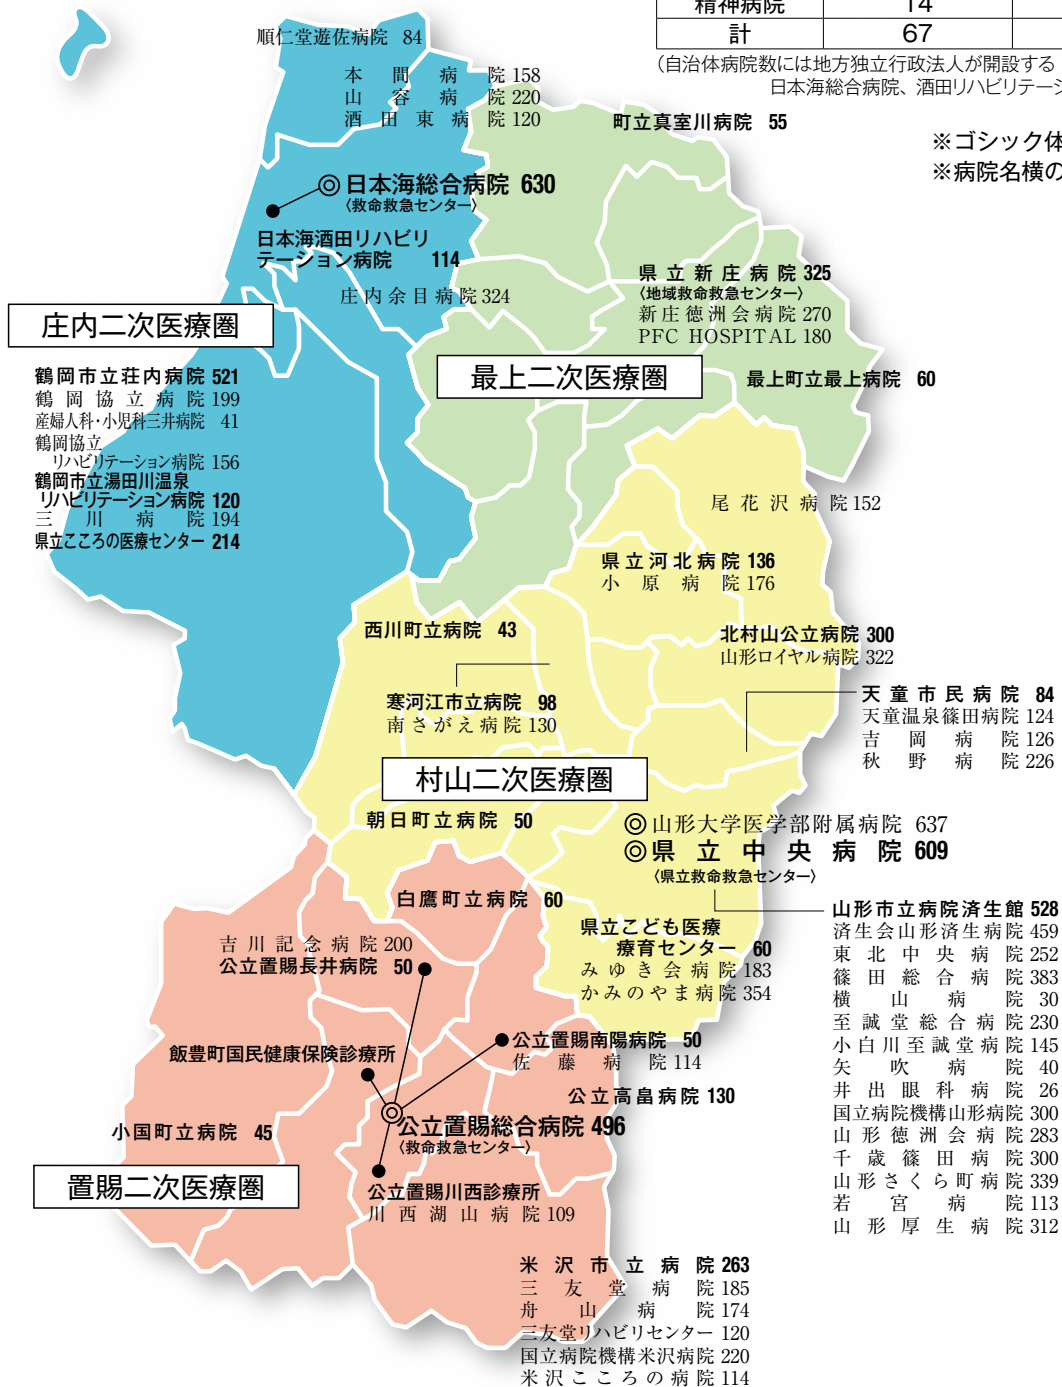 精神病院 14
計 67
(自治体病院数には地方独立行政法人が開設する
日本海総合病院、酒田リハビリテーシ
※ゴシック体
※病院名横の
順仁堂遊佐病院 84
本間病院 158
山容病院 220
酒田東病院 120
町立真室川病院 55
◎日本海総合病院 630
〈救命救急センター〉
日本海酒田リハビリ
テーション病院 114
庄内余目病院 324
県立新庄病院 325
〈地域救命救急センター〉
新庄徳洲会病院 270
PFC HOSPITAL 180
庄内二次医療圏
最上二次医療圏
最上町立最上病院 60
鶴岡市立荘内病院 521
鶴岡協立病院 199
産婦人科・小児科三井病院 41
鶴岡協立
リハビリテーション病院 156
鶴岡市立湯田川温泉
リハビリテーション病院 120
三川病院 194
県立こころの医療センター 214
尾花沢病院 152
県立河北病院 136
小原病院 176
西川町立病院 43
北村山公立病院 300
山形ロイヤル病院 322
寒河江市立病院 98
南さがえ病院 130
天童市民病院 84
天童温泉篠田病院 124
吉岡病院 126
秋野病院 226
村山二次医療圏
朝日町立病院 50
◎山形大学医学部附属病院 637
◎県立中央病院 609
〈県立救命救急センター〉
白鷹町立病院 60
県立こども医療
療育センター 60
みゆき会病院 183
かみのやま病院 354
山形市立病院済生館 528
済生会山形済生病院 459
東北中央病院 252
篠田総合病院 383
横山病院 30
至誠堂総合病院 230
小白川至誠堂病院 145
矢吹病院 40
井出眼科病院 26
国立病院機構山形病院 300
山形徳洲会病院 283
千歳篠田病院 300
山形さくら町病院 339
若宮病院 113
山形厚生病院 312
吉川記念病院 200
公立置賜長井病院 50
公立置賜南陽病院 50
佐藤病院 114
飯豊町国民健康保険診療所
公立高畠病院 130
小国町立病院 45
◎公立置賜総合病院 496
〈救命救急センター〉
置賜二次医療圏
公立置賜川西診療所
川西湖山病院 109
米沢市立病院 263
三友堂病院 185
舟山病院 174
三友堂リハビリセンター 120
国立病院機構米沢病院 220
米沢こころの病院 114